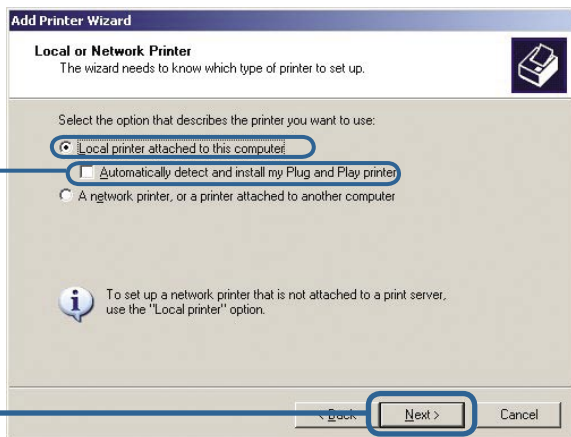 Add Printer Wizard
Local or Network Printer
The wizard needs to know which type of printer to set up.
Select the option that describes the printer you want to use:
Local printer attached to this computer
Automatically detect and install my Plug and Play printer
A network printer, or a printer attached to another computer
To set up a network printer that is not attached to a print server,
use the "Local printer" option.
< Back Next > Cancel